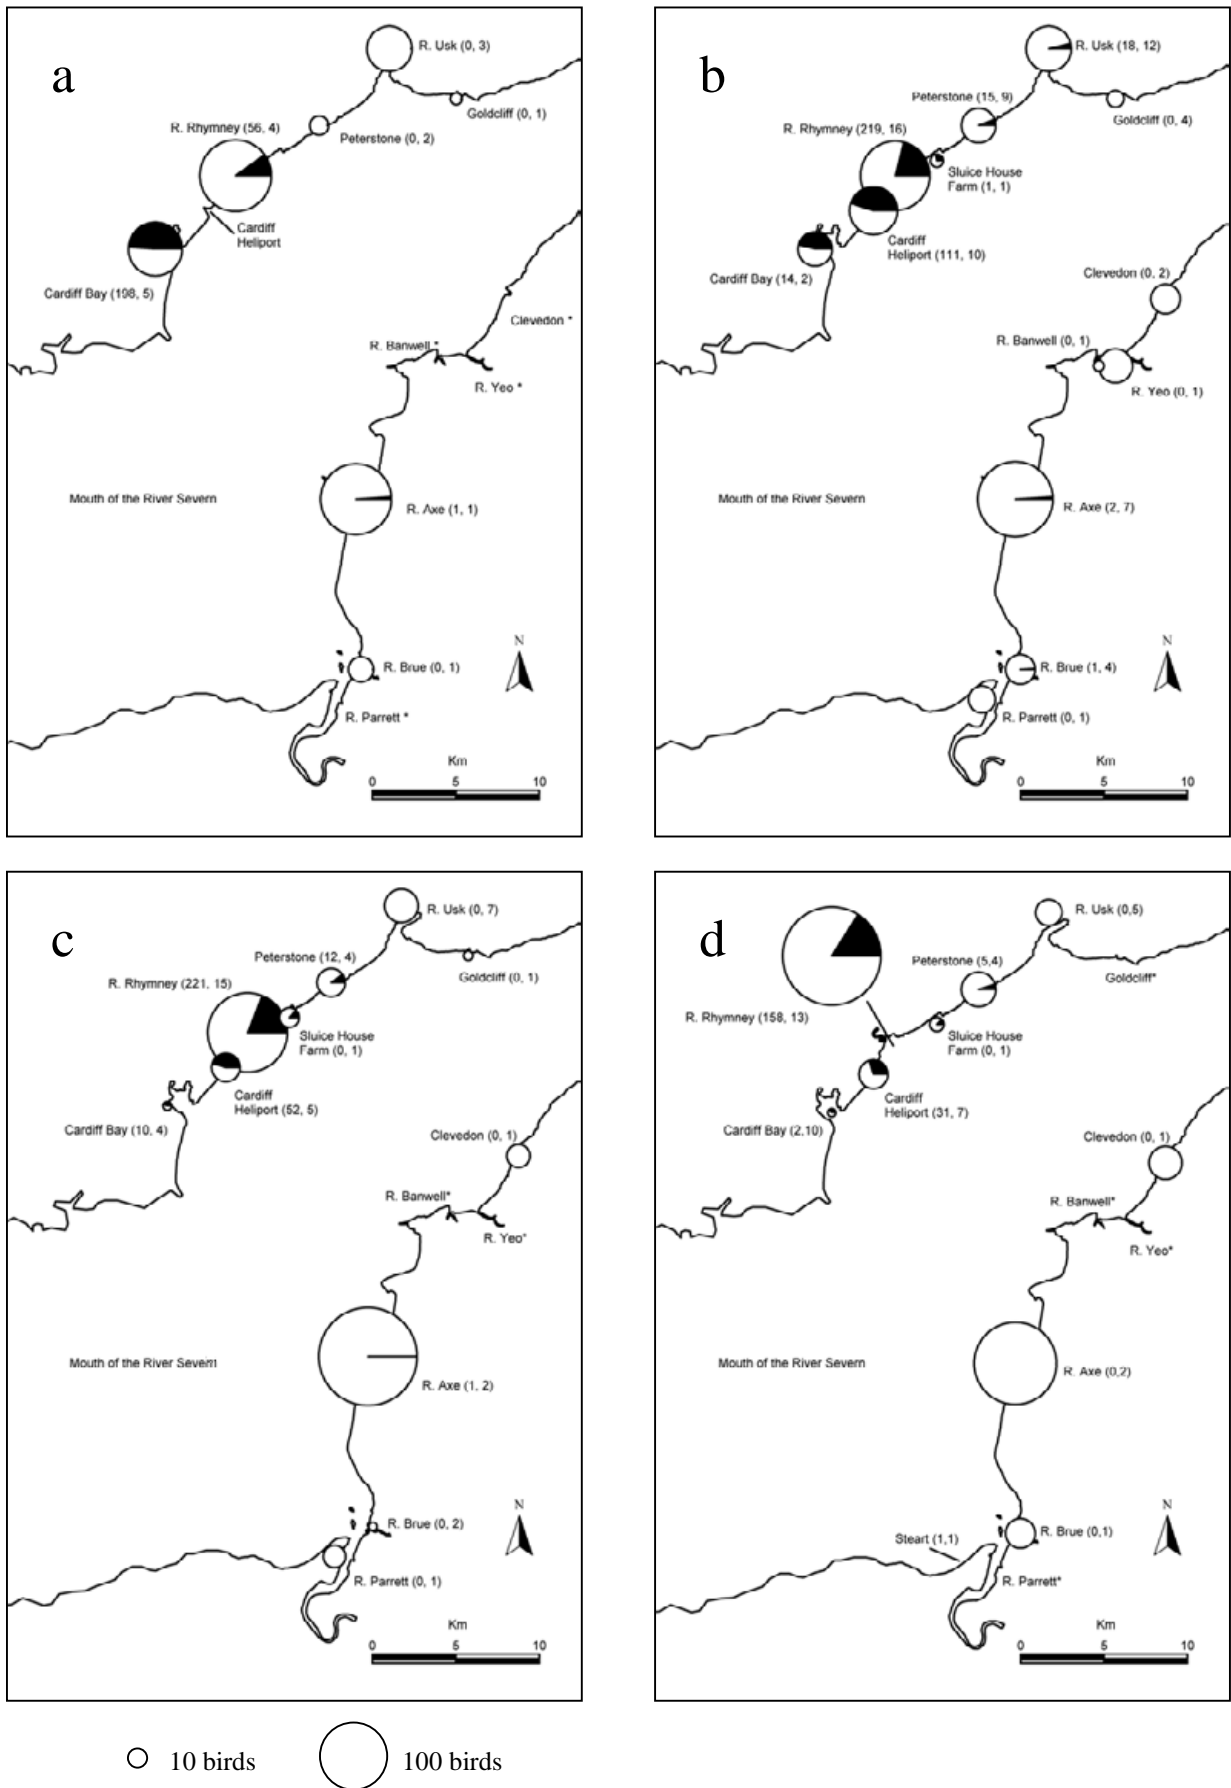 a
R. Usk (0, 3)
Goldcliff (0, 1)
R. Rhymney (56, 4)
Peterstone (0, 2)
Cardiff
Heliport
Cardiff Bay (198, 5)
Clevedon *
R. Banwell *
R. Yeo *
Mouth of the River Severn
R. Axe (1, 1)
N
R. Brue (0, 1)
R. Parrett *
Km
0 5 10
b
R. Usk (18, 12)
Peterstone (15, 9)
Goldcliff (0, 4)
R. Rhymney (219, 16)
Sluice House
Farm (1, 1)
Cardiff
Heliport (111, 10)
Cardiff Bay (14, 2)
Clevedon (0, 2)
R. Banwell (0, 1)
R. Yeo (0, 1)
Mouth of the River Severn
R. Axe (2, 7)
N
R. Brue (1, 4)
R. Parrett (0, 1)
Km
0 5 10
c
R. Usk (0, 7)
Peterstone (12, 4)
Goldcliff (0, 1)
R. Rhymney (221, 15)
Sluice House
Farm (0, 1)
Cardiff
Heliport (52, 5)
Cardiff Bay (10, 4)
Clevedon (0, 1)
R. Banwell*
R. Yeo*
Mouth of the River Severn
R. Axe (1, 2)
N
R. Brue (0, 2)
R. Parrett (0, 1)
Km
0 5 10
d
R. Usk (0,5)
Peterstone (5,4)
Goldcliff*
R. Rhymney (158, 13)
Sluice House
Farm (0, 1)
Cardiff
Heliport (31, 7)
Cardiff Bay (2,10)
Clevedon (0, 1)
R. Banwell*
R. Yeo*
Mouth of the River Severn
R. Axe (0,2)
N
Steart (1,1)
R. Brue (0,1)
R. Parrett*
Km
0 5 10
10 birds 100 birds